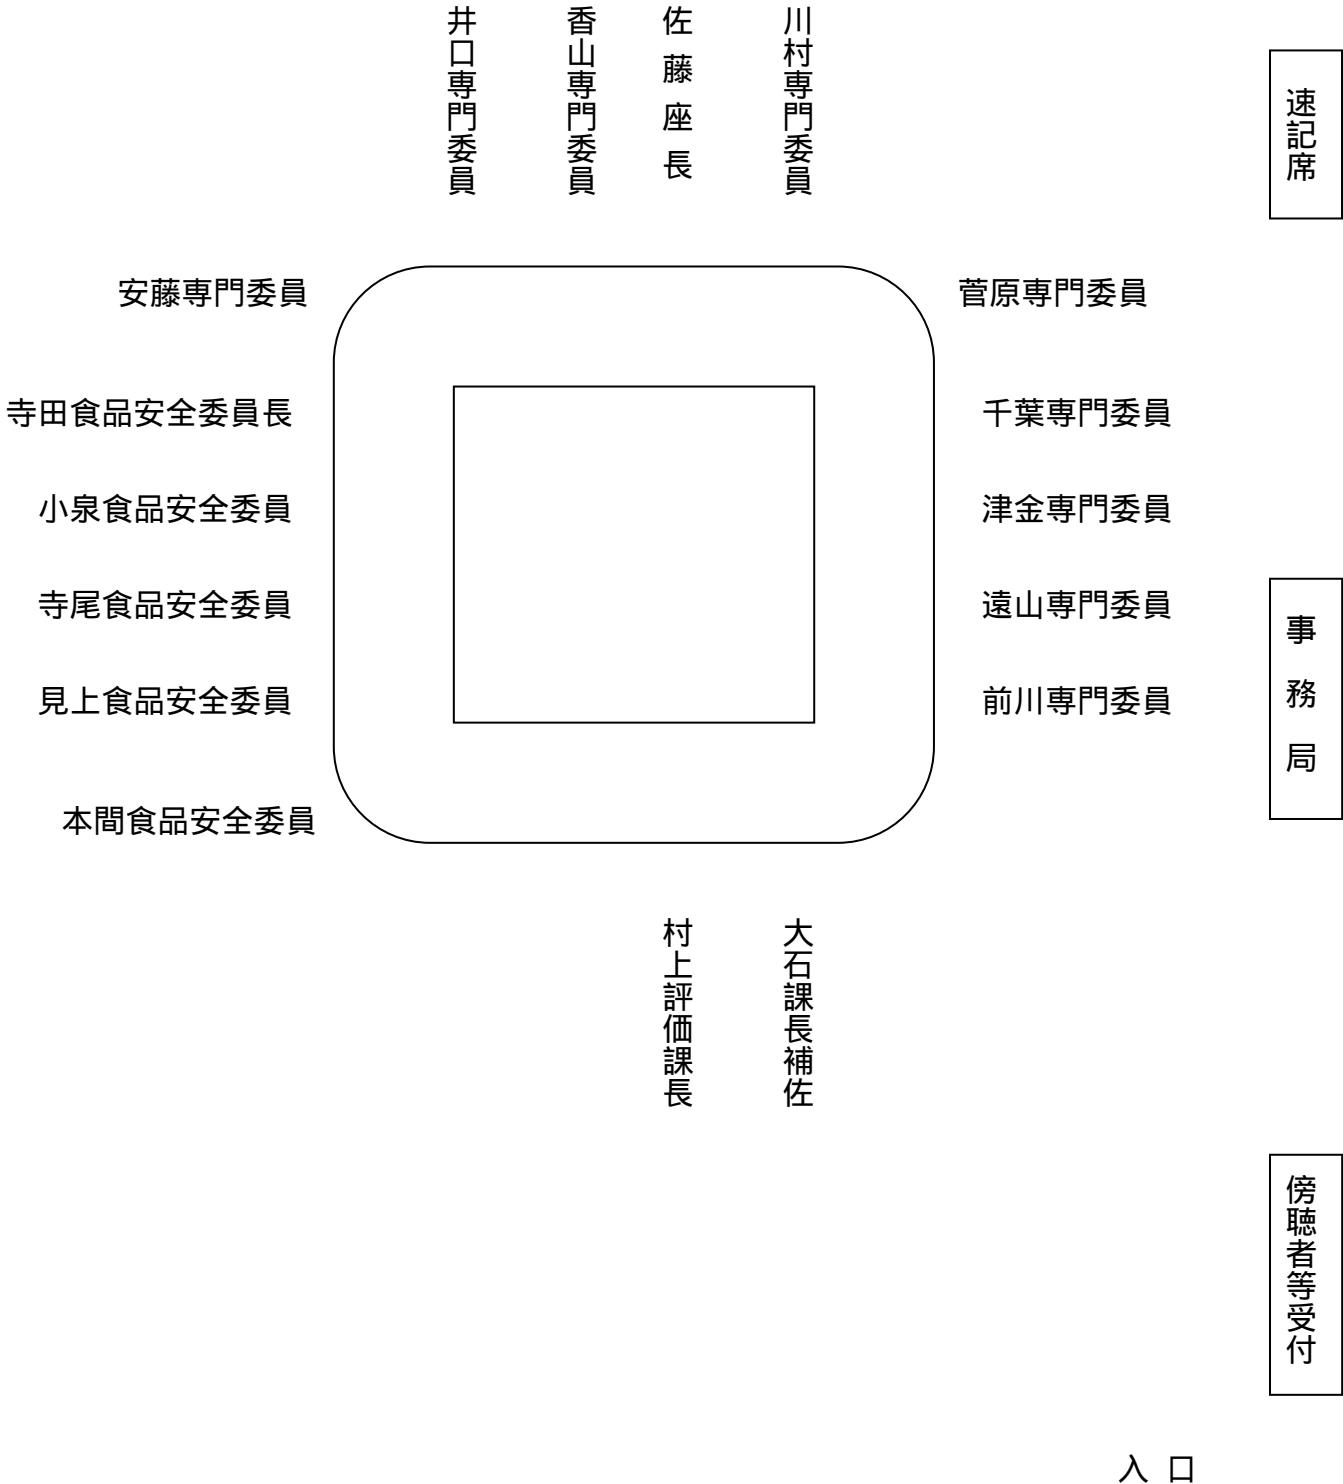 井口専門委員
香山専門委員
佐藤座長
川村専門委員
速記席
安藤専門委員
菅原専門委員
寺田食品安全委員長
千葉専門委員
小泉食品安全委員
津金専門委員
寺尾食品安全委員
遠山専門委員
見上食品安全委員
前川専門委員
事務局
本間食品安全委員
村上評価課長
大石課長補佐
傍聴者等受付
入口